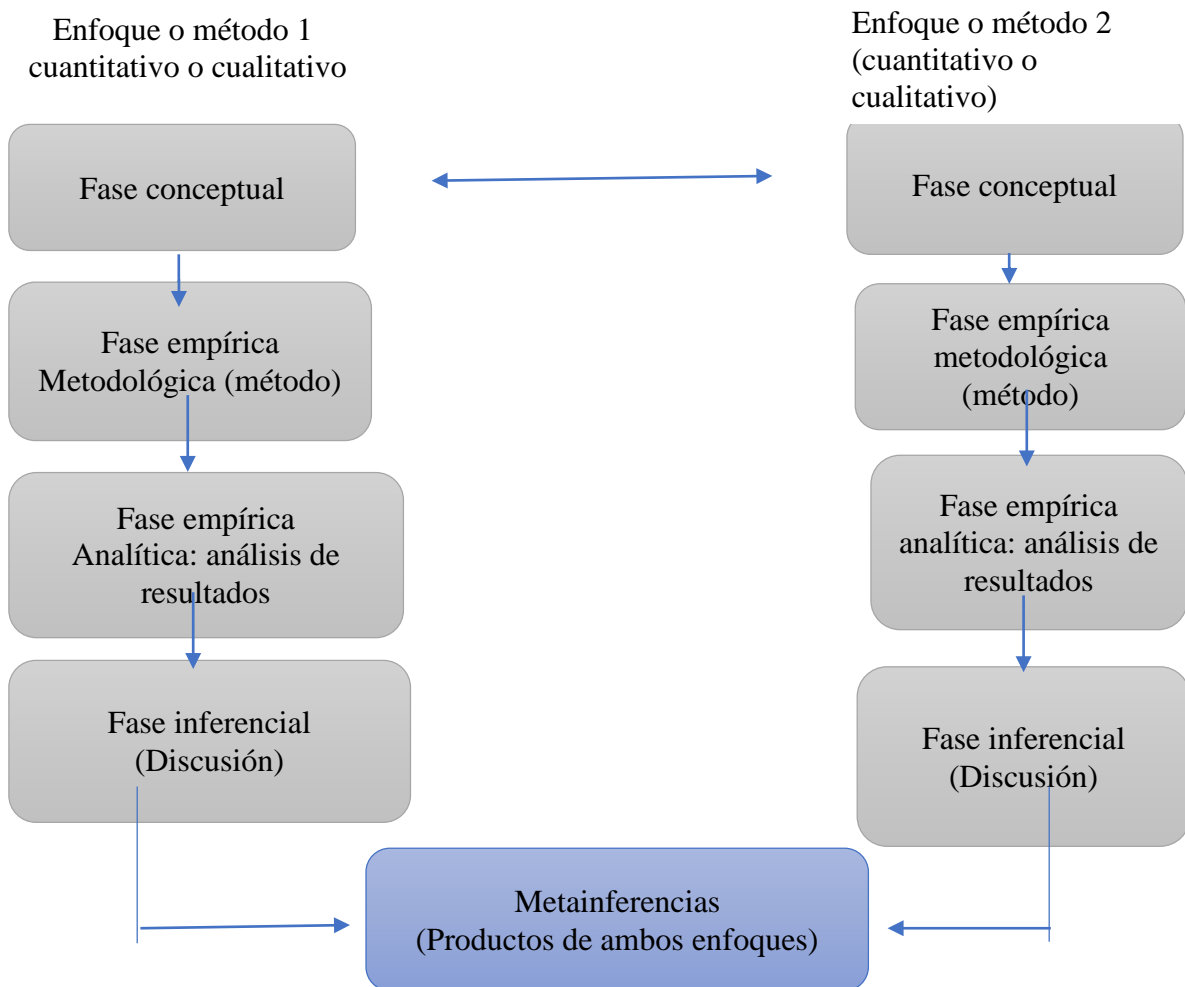 Enfoque o método 1
cuantitativo o cualitativo
Enfoque o método 2
(cuantitativo o
cualitativo)
Fase conceptual
Fase conceptual
Fase empírica
Metodológica (método)
Fase empírica
metodológica
(método)
Fase empírica
Analítica: análisis de
resultados
Fase empírica
analítica: análisis de
resultados
Fase inferencial
(Discusión)
Fase inferencial
(Discusión)
Metainferencias
(Productos de ambos enfoques)